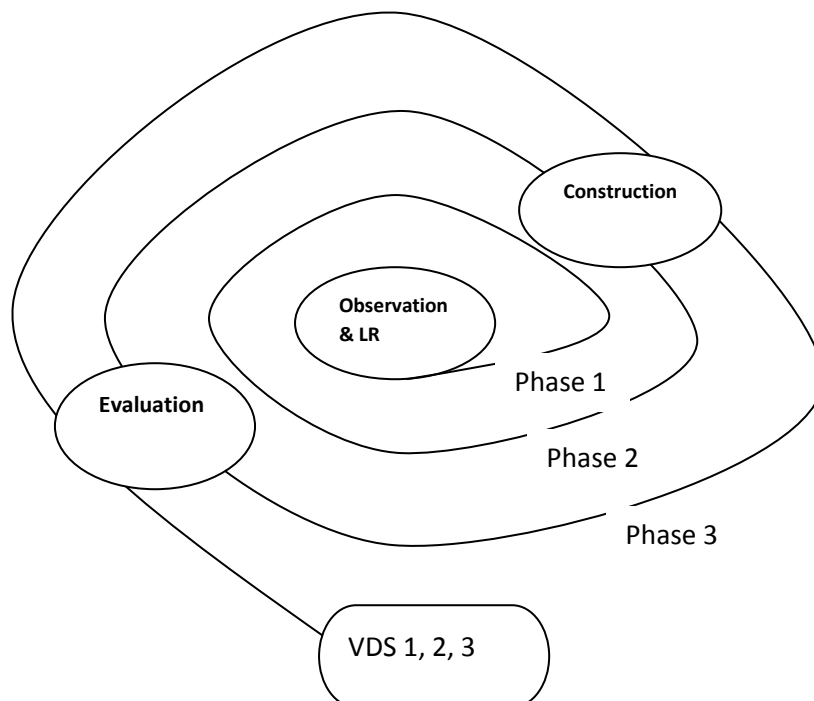 Construction
Observation
& LR
Phase 1
Evaluation
Phase 2
Phase 3
VDS 1, 2, 3